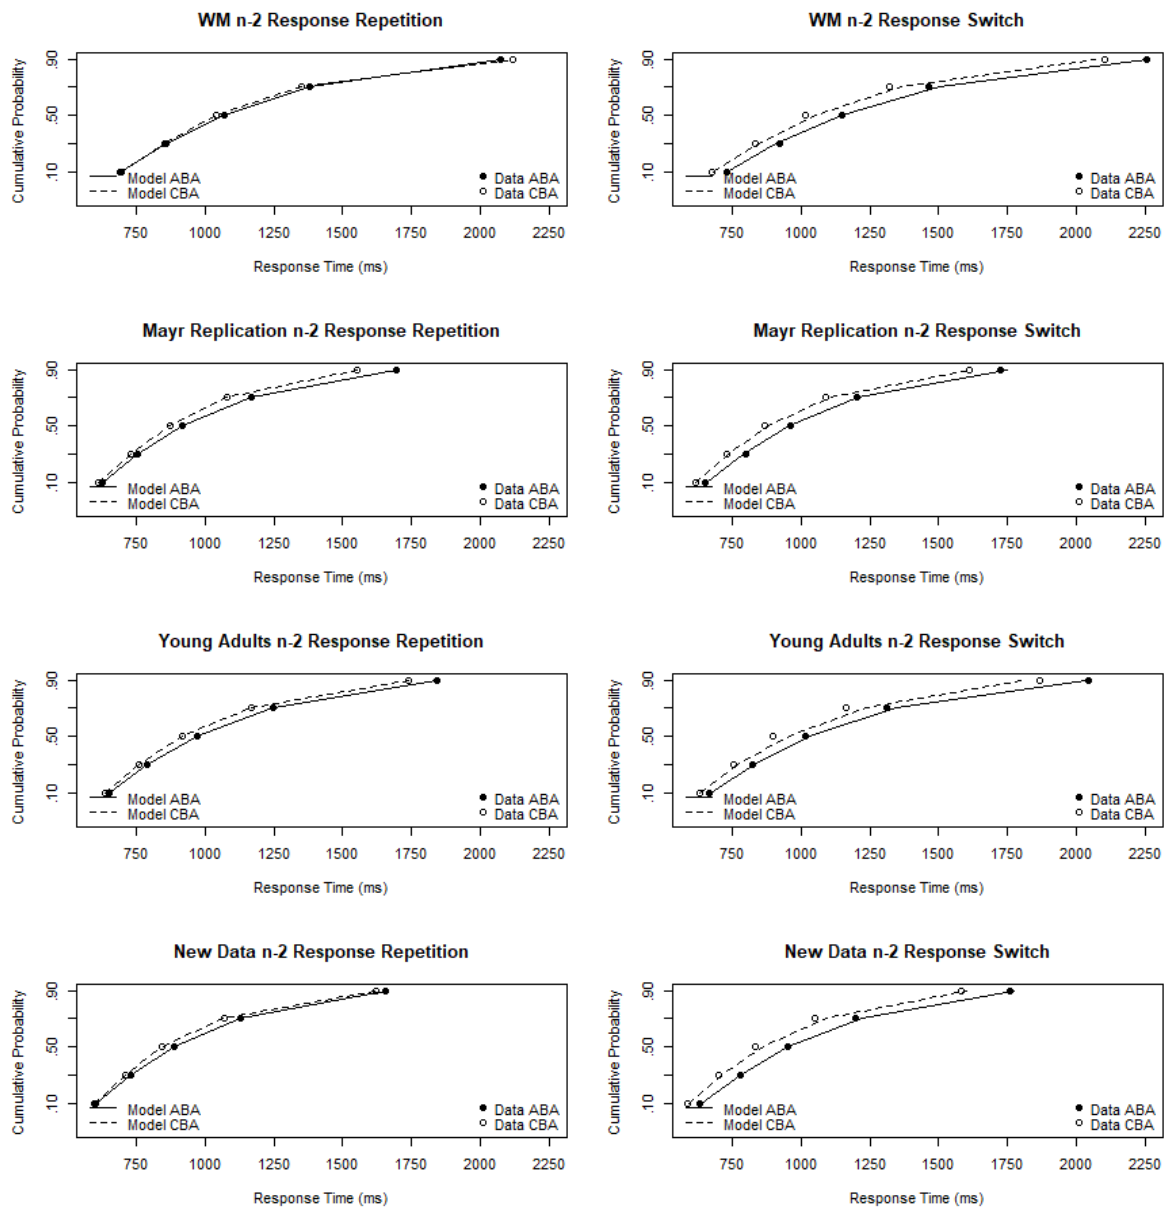 WM n-2 Response Repetition
Cumulative Probability
.90
.50
.10
Model ABA
Model CBA
Data ABA
Data CBA
750 1000 1250 1500 1750 2000 2250
Response Time (ms)
WM n-2 Response Switch
Cumulative Probability
.90
.50
.10
Model ABA
Model CBA
Data ABA
Data CBA
750 1000 1250 1500 1750 2000 2250
Response Time (ms)
Mayr Replication n-2 Response Repetition
Cumulative Probability
.90
.50
.10
Model ABA
Model CBA
Data ABA
Data CBA
750 1000 1250 1500 1750 2000 2250
Response Time (ms)
Mayr Replication n-2 Response Switch
Cumulative Probability
.90
.50
.10
Model ABA
Model CBA
Data ABA
Data CBA
750 1000 1250 1500 1750 2000 2250
Response Time (ms)
Young Adults n-2 Response Repetition
Cumulative Probability
.90
.50
.10
Model ABA
Model CBA
Data ABA
Data CBA
750 1000 1250 1500 1750 2000 2250
Response Time (ms)
Young Adults n-2 Response Switch
Cumulative Probability
.90
.50
.10
Model ABA
Model CBA
Data ABA
Data CBA
750 1000 1250 1500 1750 2000 2250
Response Time (ms)
New Data n-2 Response Repetition
Cumulative Probability
.90
.50
.10
Model ABA
Model CBA
Data ABA
Data CBA
750 1000 1250 1500 1750 2000 2250
Response Time (ms)
New Data n-2 Response Switch
Cumulative Probability
.90
.50
.10
Model ABA
Model CBA
Data ABA
Data CBA
750 1000 1250 1500 1750 2000 2250
Response Time (ms)